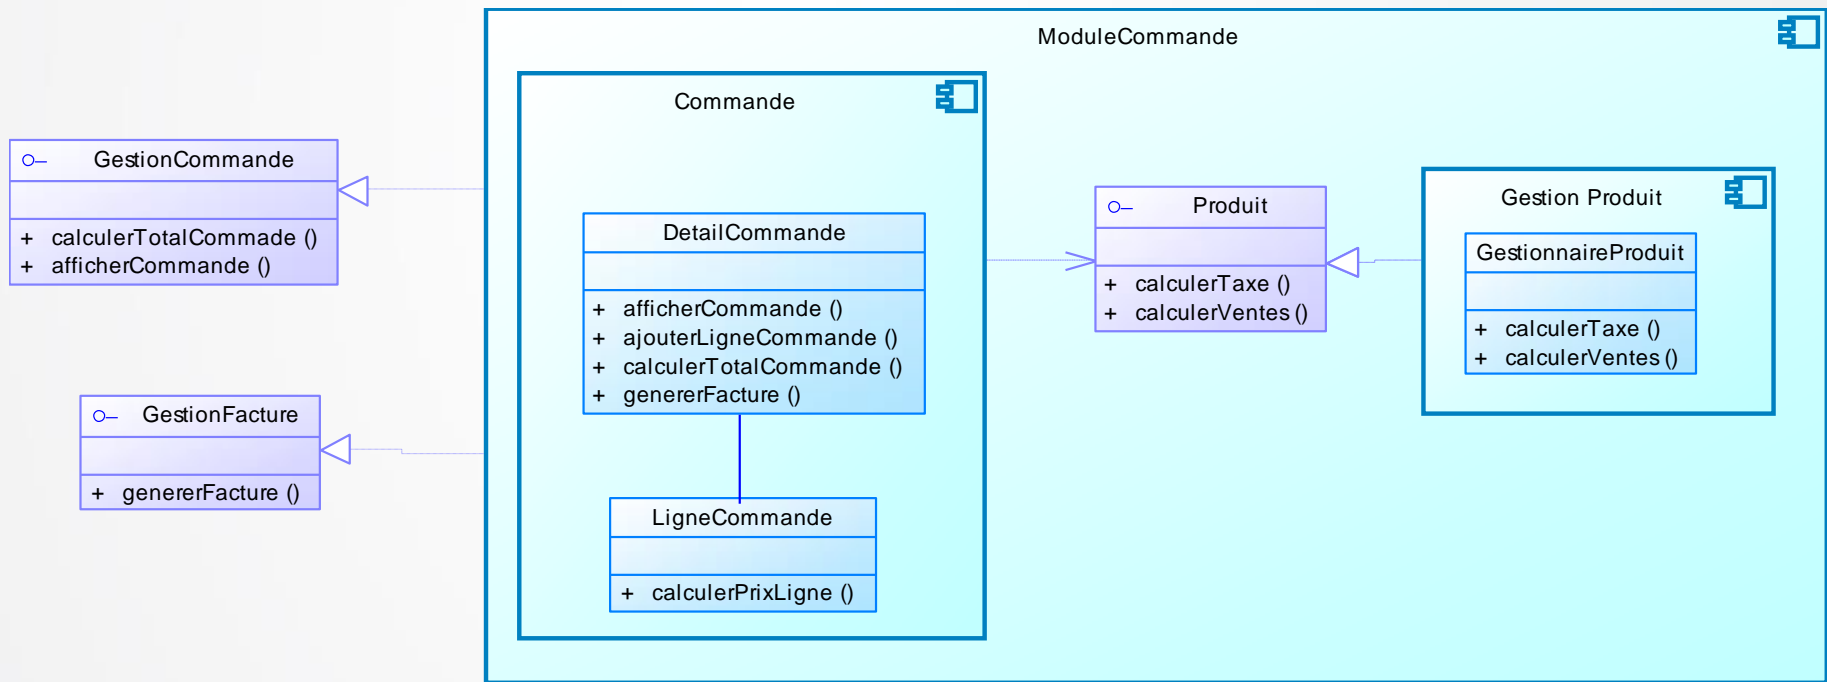 ModuleCommande
GestionCommande
+ calculerTotalCommade ()
+ afficherCommande ()
GestionFacture
+ genererFacture ()
Commande
DetailCommande
+ afficherCommande ()
+ ajouterLigneCommande ()
+ calculerTotalCommande ()
+ genererFacture ()
LigneCommande
+ calculerPrixLigne ()
Produit
+ calculerTaxe ()
+ calculerVentes ()
Gestion Produit
GestionnaireProduit
+ calculerTaxe ()
+ calculerVentes ()